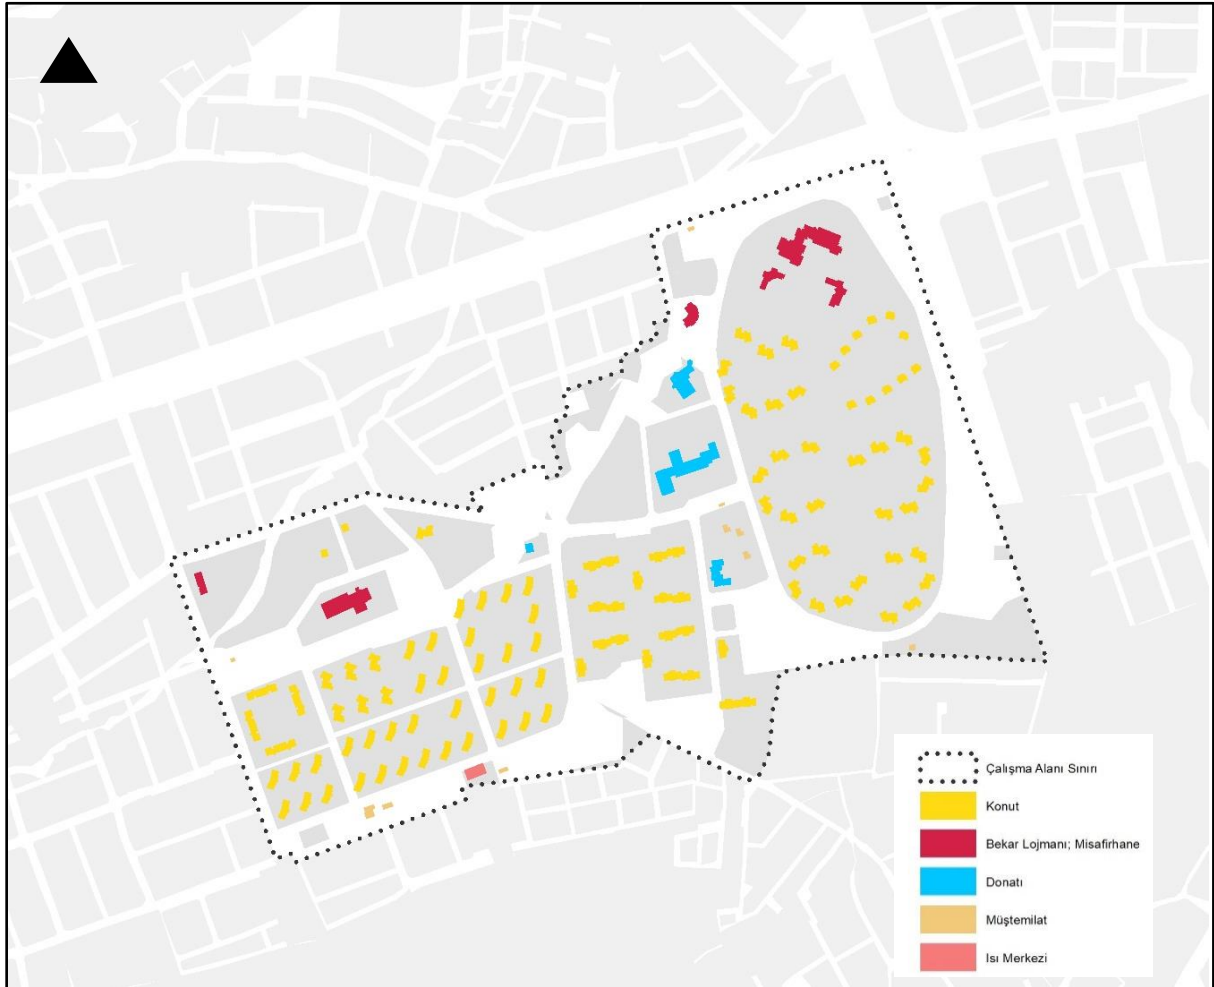 Çalışma Alanı Sınırı
Konut
Bekar Lojmanı; Misafirhane
Donatı
Müştemilat
Isı Merkezi